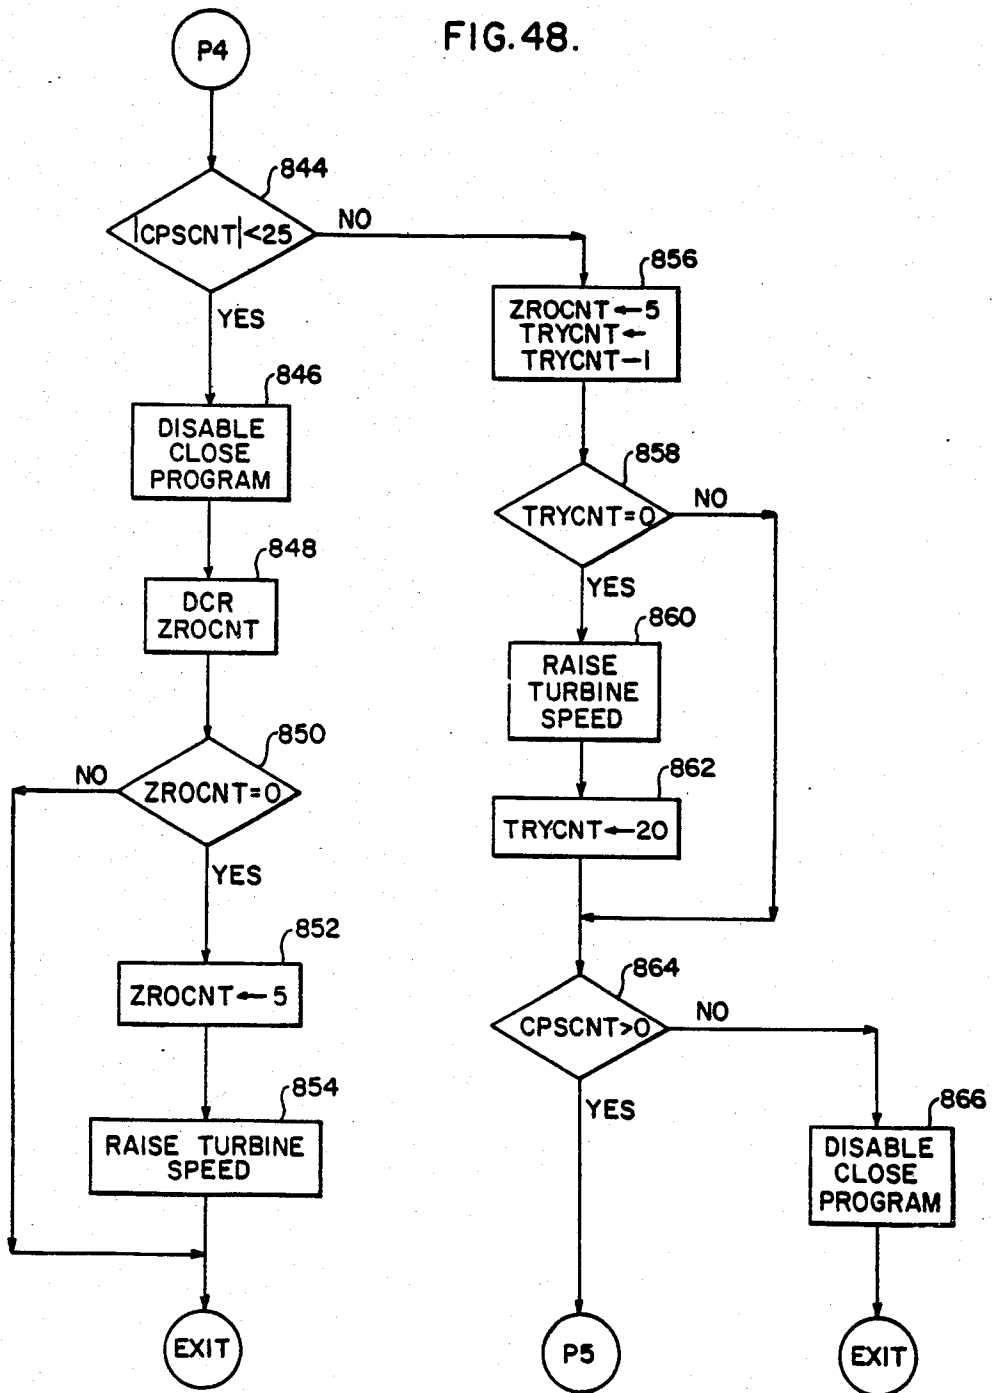 FIG. 48.
P4
844
|CPSCNT|<25
NO
YES
846
DISABLE
CLOSE
PROGRAM
848
DCR
ZROCNT
850
ZROCNT=0
NO
YES
852
ZROCNT←5
854
RAISE TURBINE
SPEED
EXIT
856
ZROCNT←5
TRYCNT←
TRYCNT-1
858
TRYCNT=0
NO
YES
860
RAISE
TURBINE
SPEED
862
TRYCNT←20
864
CPSCNT>0
NO
YES
866
DISABLE
CLOSE
PROGRAM
P5
EXIT